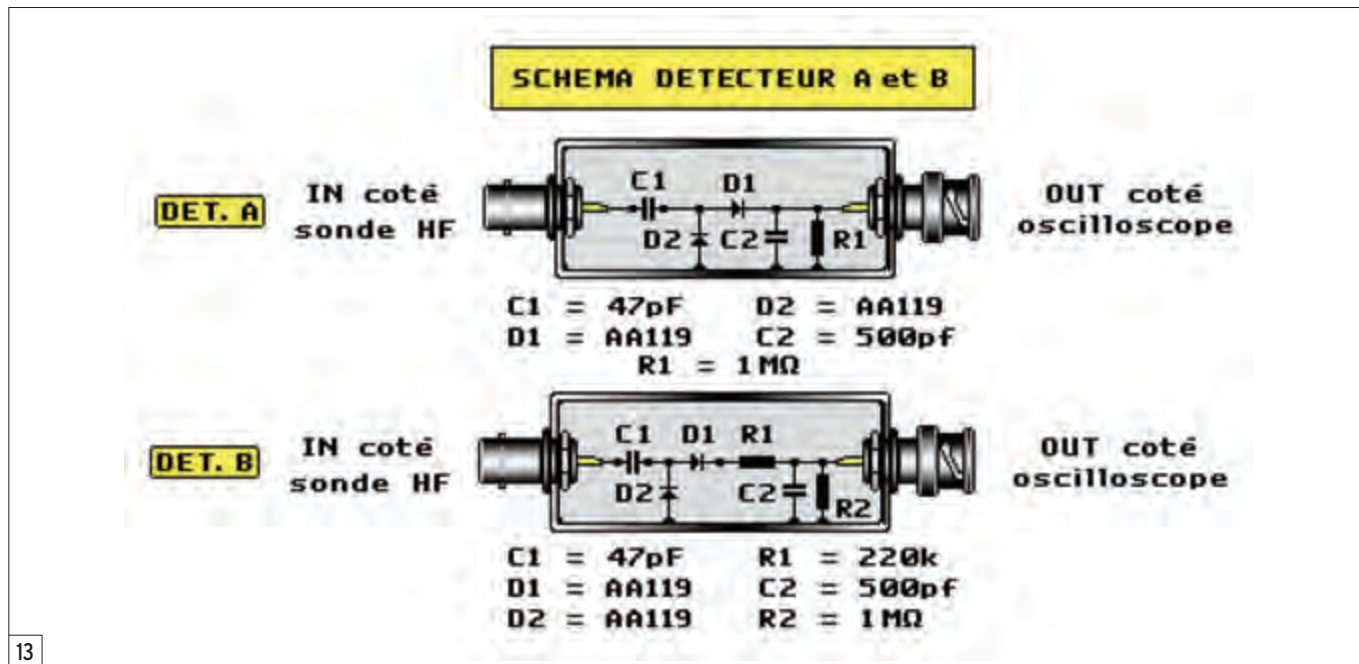 SCHEMA DETECTEUR A et B
DET. A
IN coté
sonde HF
C1
D1
D2
C2
R1
OUT coté
oscilloscope
C1 = 47pF D2 = AA119
D1 = AA119 C2 = 500pf
R1 = 1MΩ
DET. B
IN coté
sonde HF
C1 D1 R1
D2
C2
R2
OUT coté
oscilloscope
C1 = 47pF R1 = 220k
D1 = AA119 C2 = 500pf
D2 = AA119 R2 = 1MΩ
13